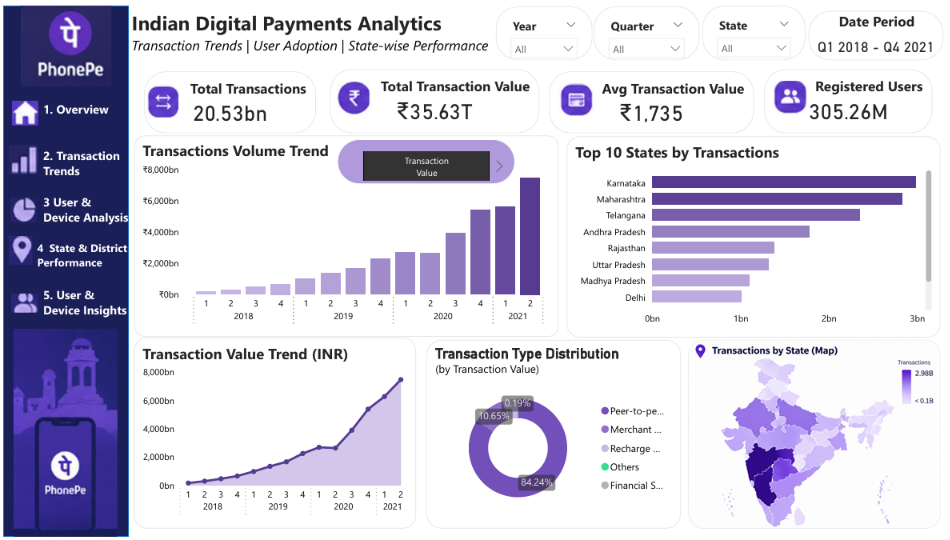 पे
PhonePe
1. Overview
2. Transaction
Trends
3 User &
Device Analysis
4 State & District
Performance
5. User &
Device Insights
पे
PhonePe
Indian Digital Payments Analytics
Transaction Trends | User Adoption | State-wise Performance
Year
All
Quarter
All
State
All
Date Period
Q1 2018 - Q4 2021
Total Transactions
20.53bn
₹
Total Transaction Value
₹35.63T
Avg Transaction Value
₹1,735
Registered Users
305.26M
Transactions Volume Trend
Transaction
Value
₹8,000bn
₹6,000bn
₹4,000bn
₹2,000bn
₹0bn
1 2 3 4 1 2 3 4 1 2 3 4 1 2
2018 2019 2020 2021
Top 10 States by Transactions
Karnataka
Maharashtra
Telangana
Andhra Pradesh
Rajasthan
Uttar Pradesh
Madhya Pradesh
Delhi
0bn 1bn 2bn 3bn
Transaction Value Trend (INR)
8,000bn
6,000bn
4,000bn
2,000bn
0bn
1 2 3 4 1 2 3 4 1 2 3 4 1 2
2018 2019 2020 2021
Transaction Type Distribution
(by Transaction Value)
0.19%
10.65%
84.24%
Peer-to-pe...
Merchant ...
Recharge ...
Others
Financial S...
Transactions by State (Map)
Transactions
2.98B
< 0.1B